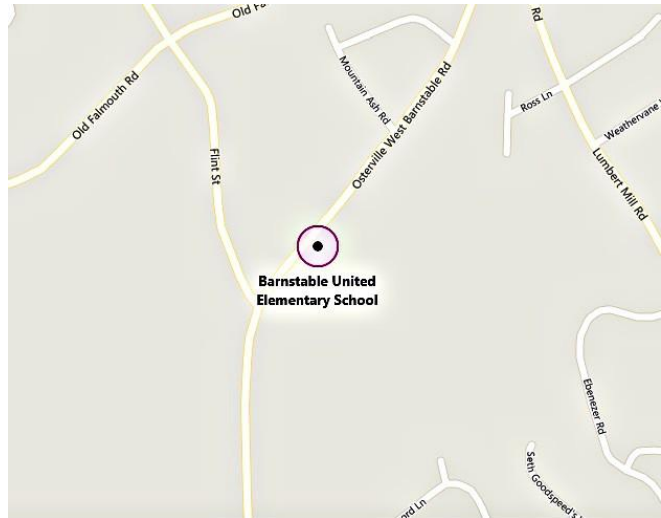 Old Fa
Rd
Old Falmouth Rd
Mountain Ash Rd
Osterville West Barnstable Rd
Ross Ln
Weathervane
Flint St
Lumbert Mill Rd
Barnstable United
Elementary School
Ebenezer Rd
Seth Goodspeed's
ord Ln